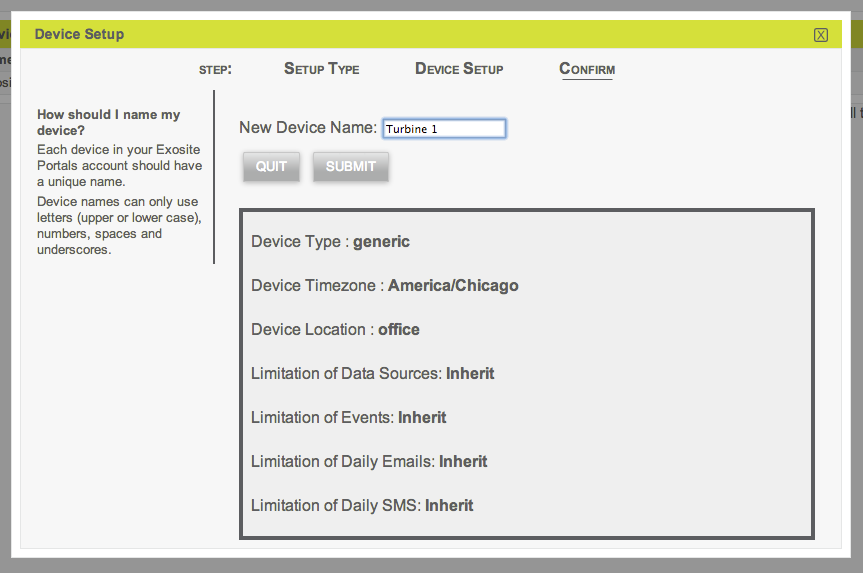 Device Setup
X
STEP: SETUP TYPE DEVICE SETUP CONFIRM
How should I name my
device?
Each device in your Exosite
Portals account should have
a unique name.
Device names can only use
letters (upper or lower case),
numbers, spaces and
underscores.
New Device Name: Turbine 1
QUIT SUBMIT
Device Type : generic
Device Timezone : America/Chicago
Device Location : office
Limitation of Data Sources: Inherit
Limitation of Events: Inherit
Limitation of Daily Emails: Inherit
Limitation of Daily SMS: Inherit